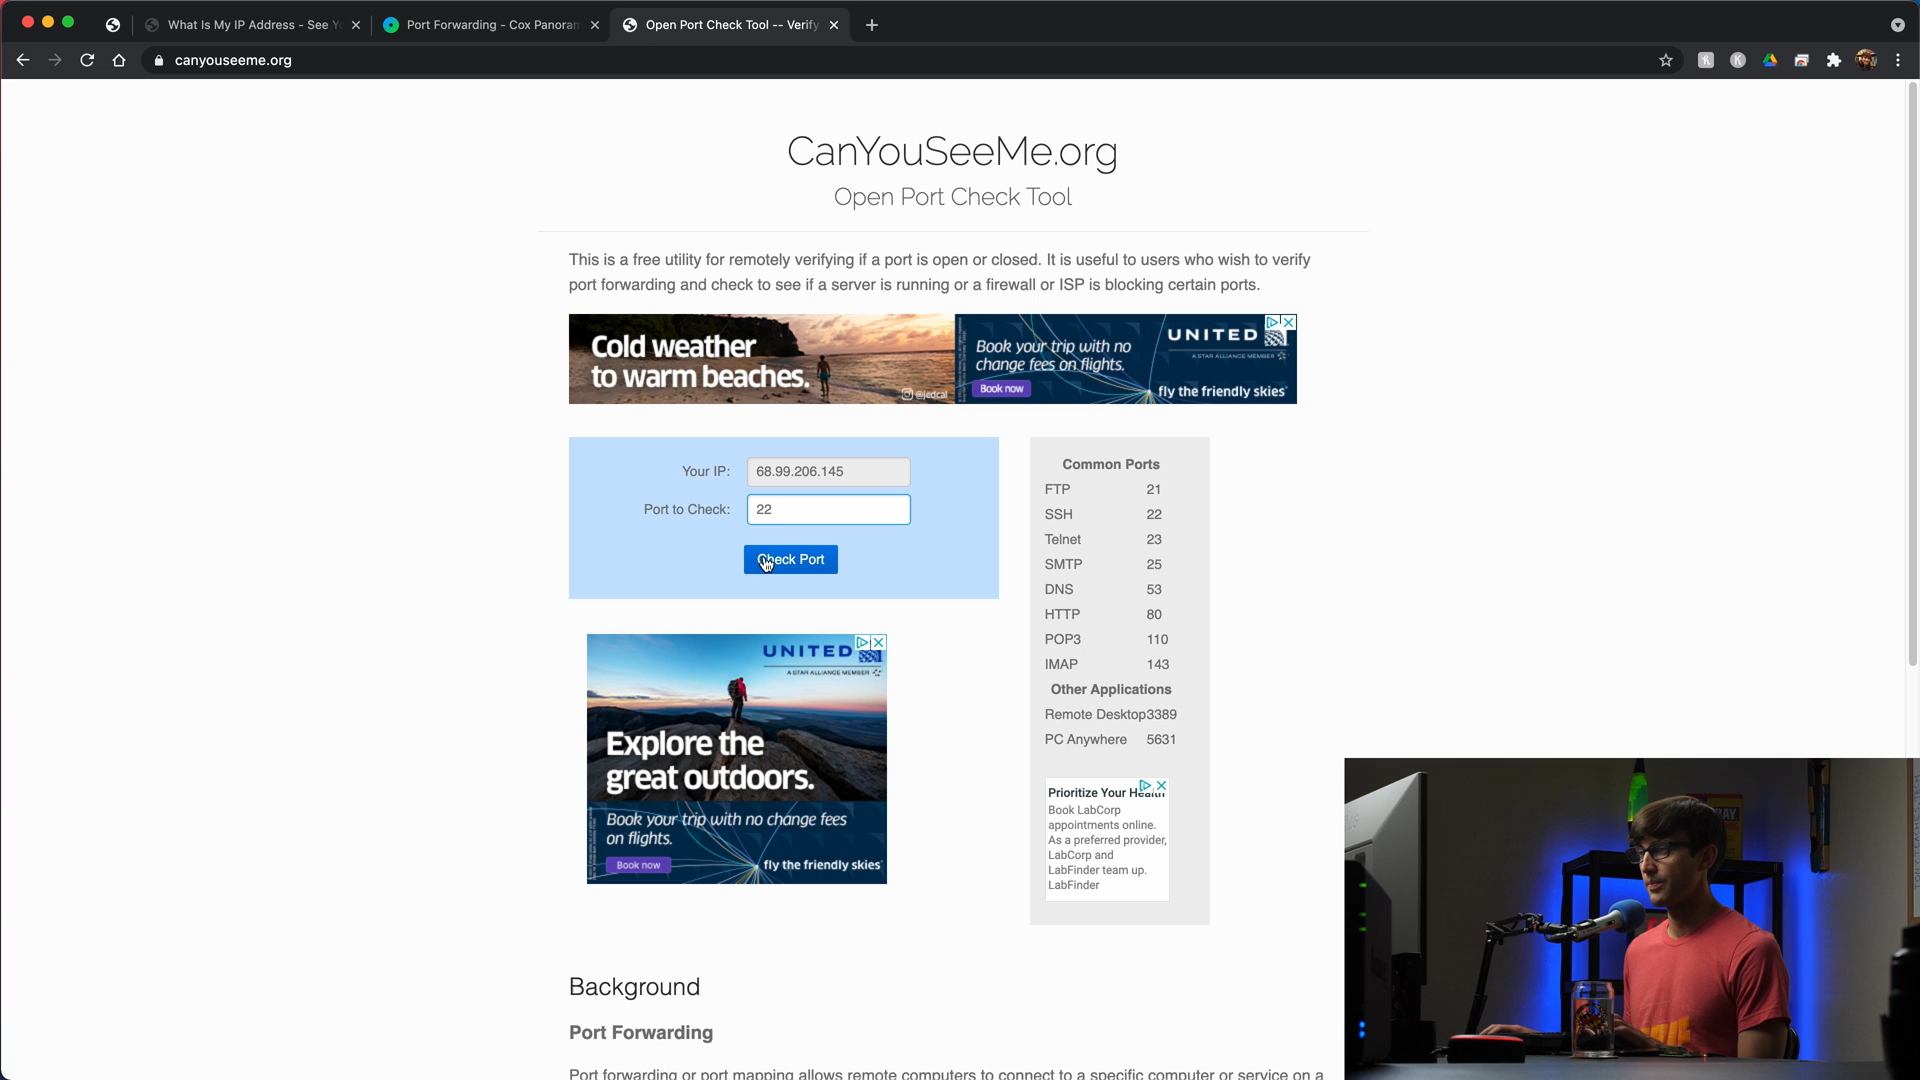 What Is My IP Address - See Y
Port Forwarding - Cox Panoram
Open Port Check Tool -- Verify
canyouseeme.org
CanYouSeeMe.org
Open Port Check Tool
This is a free utility for remotely verifying if a port is open or closed. It is useful to users who wish to verify
port forwarding and check to see if a server is running or a firewall or ISP is blocking certain ports.
Cold weather
to warm beaches.
@jedcal
Book your trip with no
change fees on flights.
Book now
UNITED
A STAR ALLIANCE MEMBER
fly the friendly skies
Your IP: 68.99.206.145
Port to Check: 22
Check Port
Common Ports
FTP 21
SSH 22
Telnet 23
SMTP 25
DNS 53
HTTP 80
POP3 110
IMAP 143
Other Applications
Remote Desktop 3389
PC Anywhere 5631
UNITED
A STAR ALLIANCE MEMBER
Explore the
great outdoors.
Book your trip with no change fees
on flights.
Book now
fly the friendly skies
Prioritize Your Health
Book LabCorp
appointments online.
As a preferred provider,
LabCorp and
LabFinder team up.
LabFinder
Background
Port Forwarding
Port forwarding or port mapping allows remote computers to connect to a specific computer or service on a